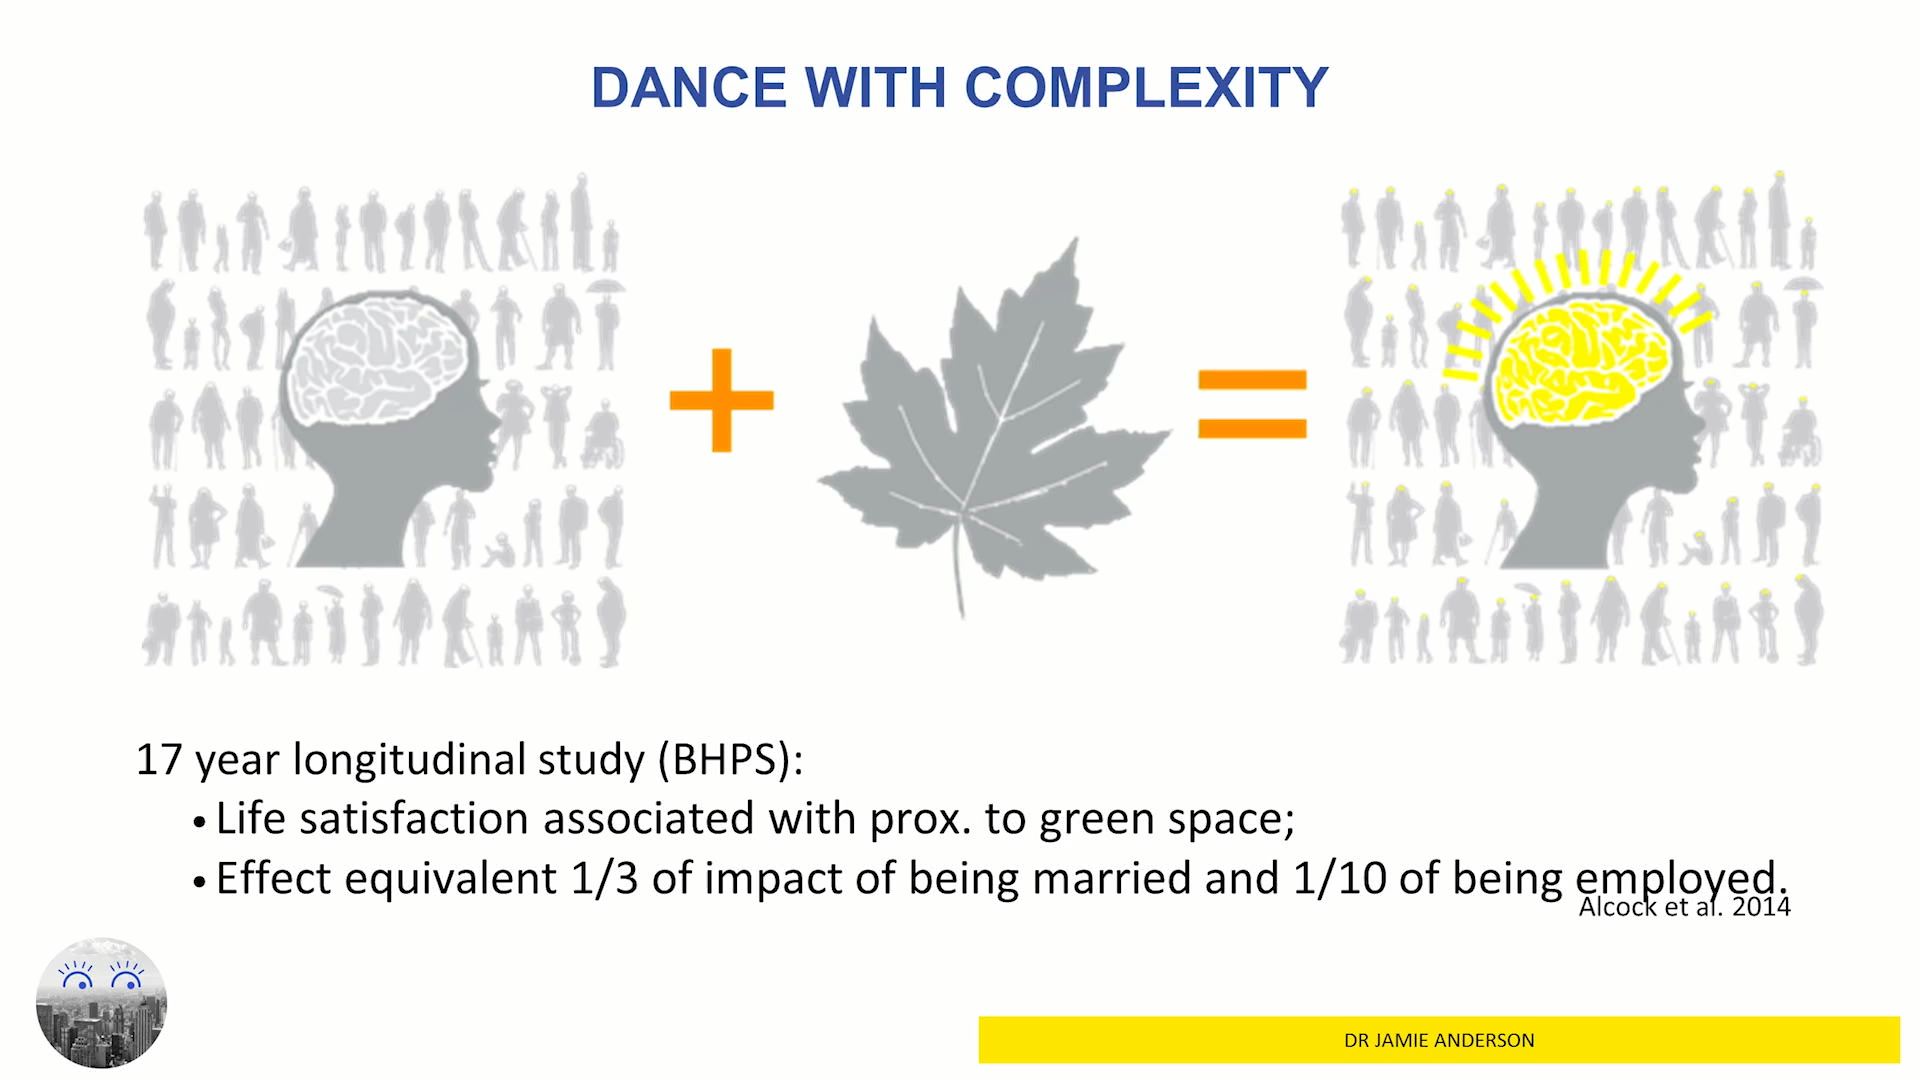 DANCE WITH COMPLEXITY
17 year longitudinal study (BHPS):
• Life satisfaction associated with prox. to green space;
• Effect equivalent 1/3 of impact of being married and 1/10 of being employed.
Alcock et al. 2014
DR JAMIE ANDERSON